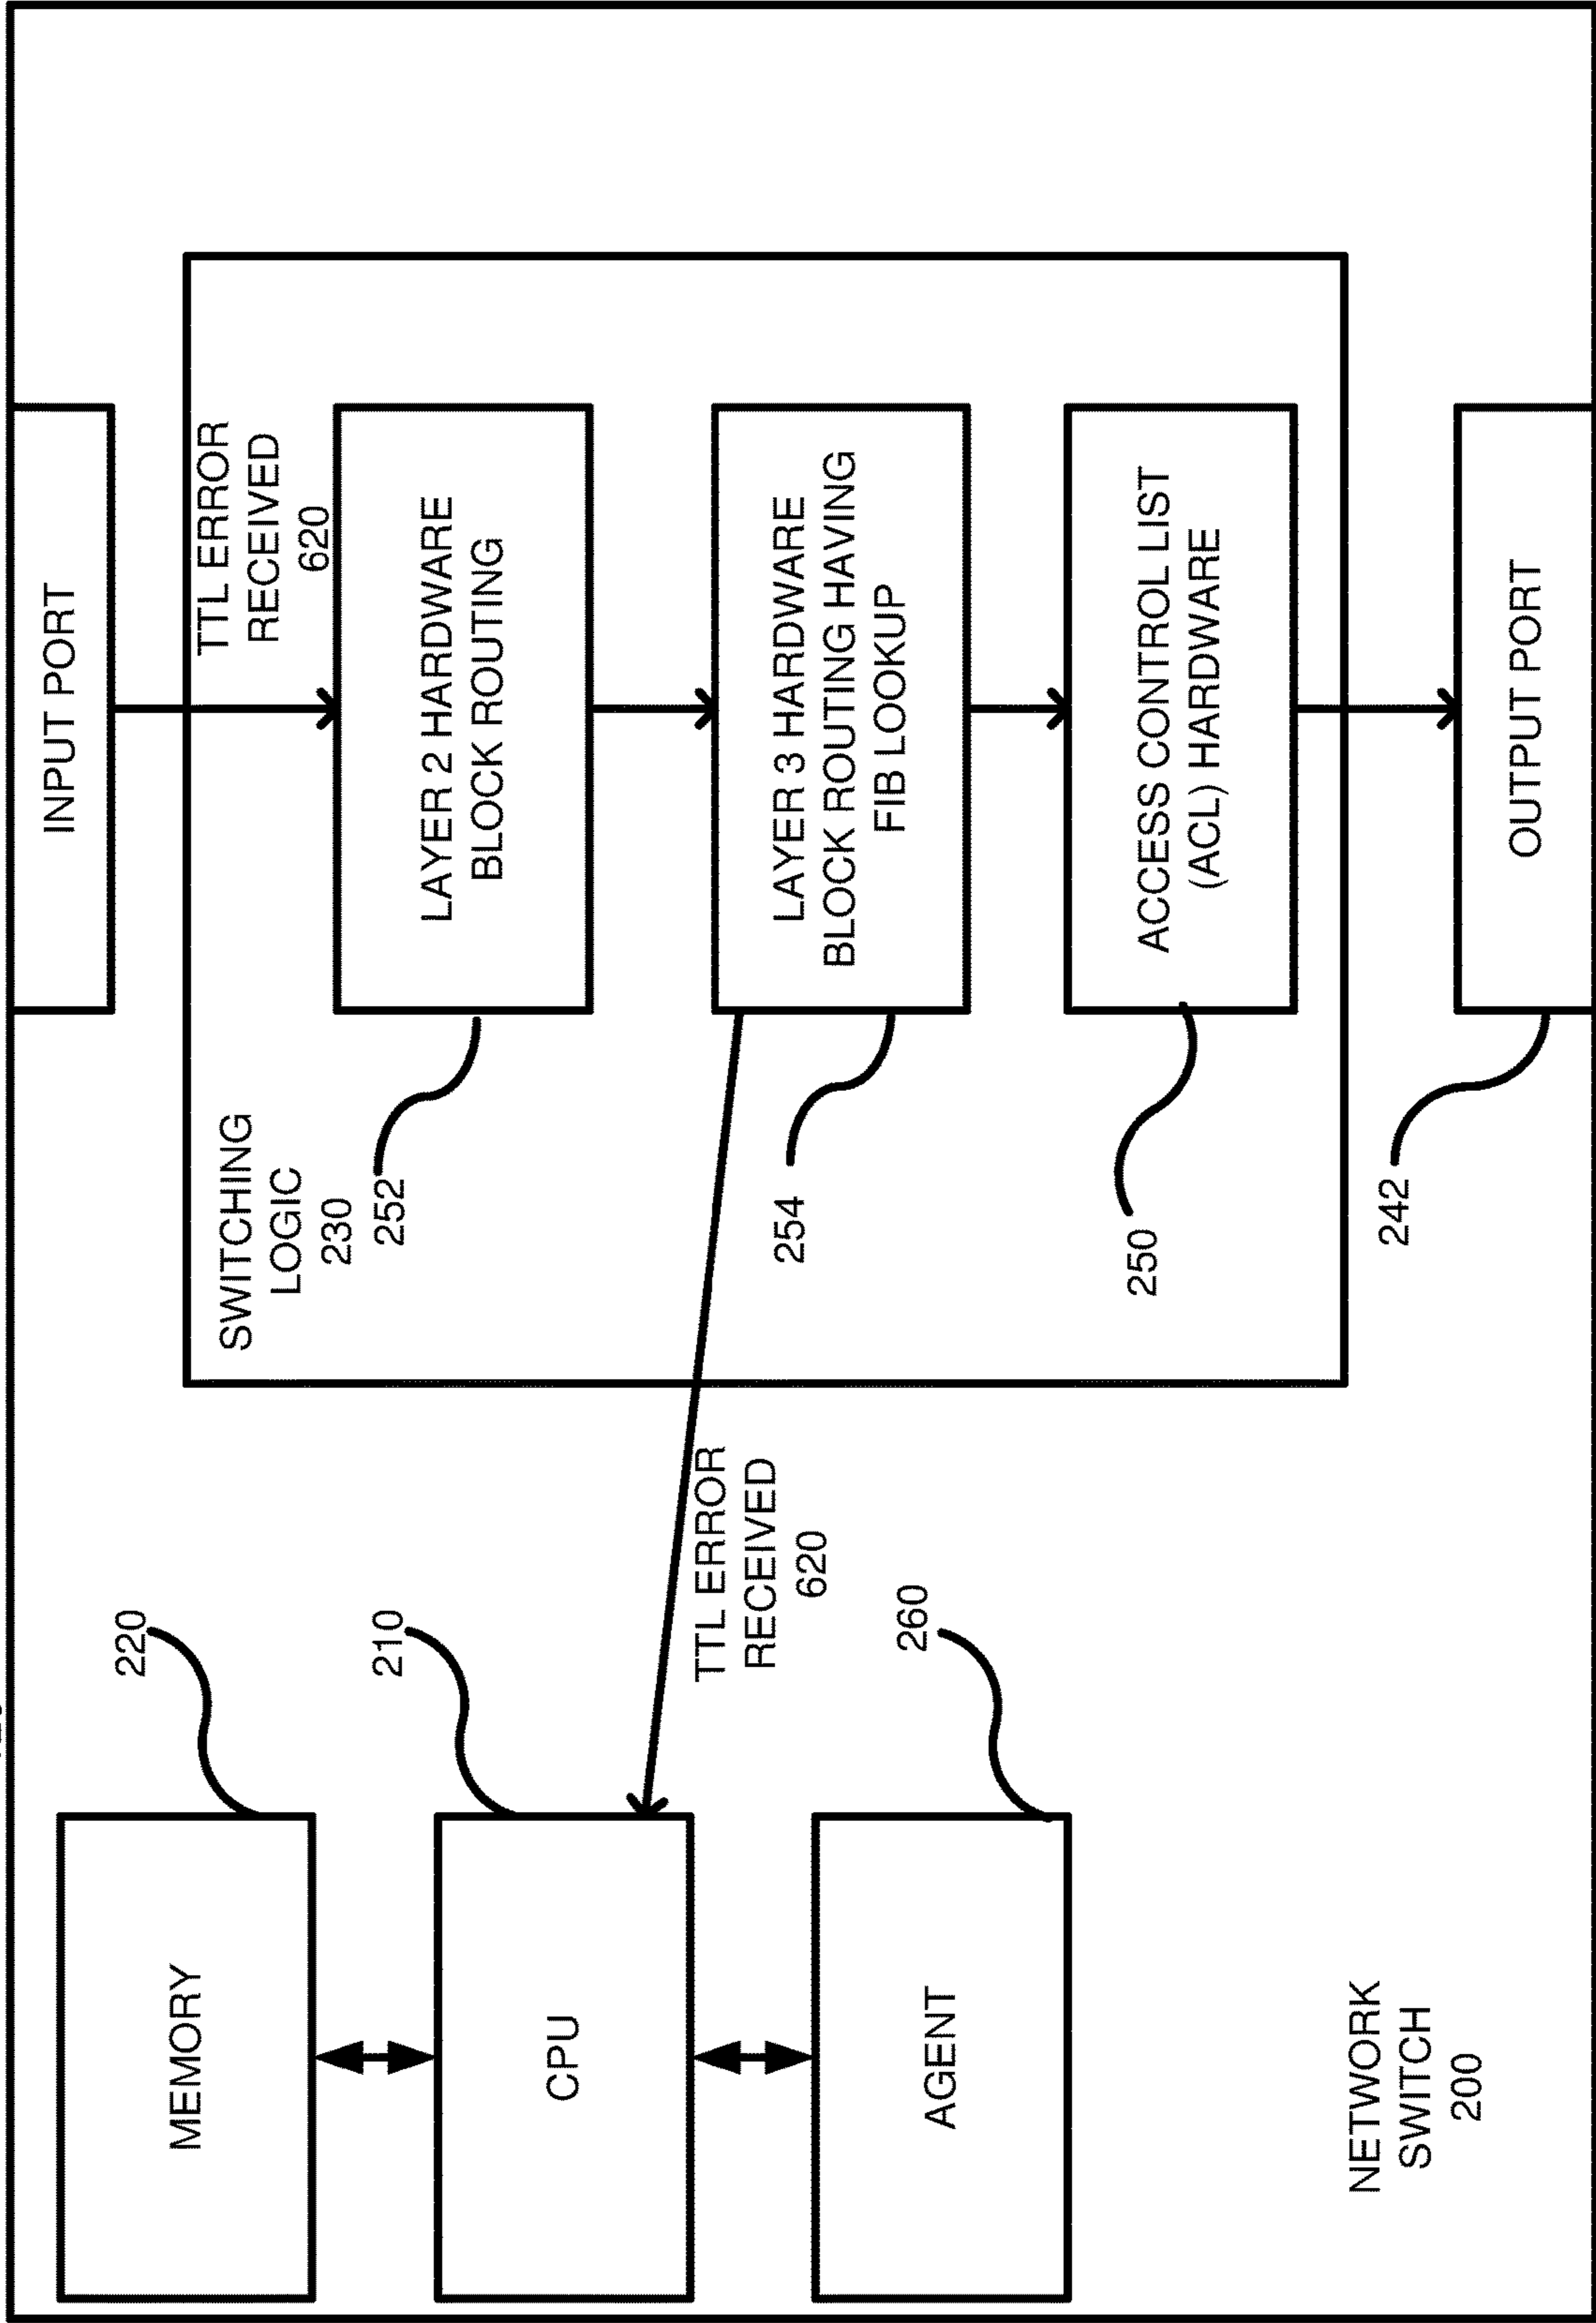 INPUT PORT
TTL ERROR
RECEIVED
620
SWITCHING
LOGIC
230
LAYER 2 HARDWARE
BLOCK ROUTING
252
LAYER 3 HARDWARE
BLOCK ROUTING HAVING
FIB LOOKUP
254
ACCESS CONTROL LIST
(ACL) HARDWARE
250
OUTPUT PORT
242
MEMORY
220
CPU
210
TTL ERROR
RECEIVED
620
AGENT
260
NETWORK
SWITCH
200